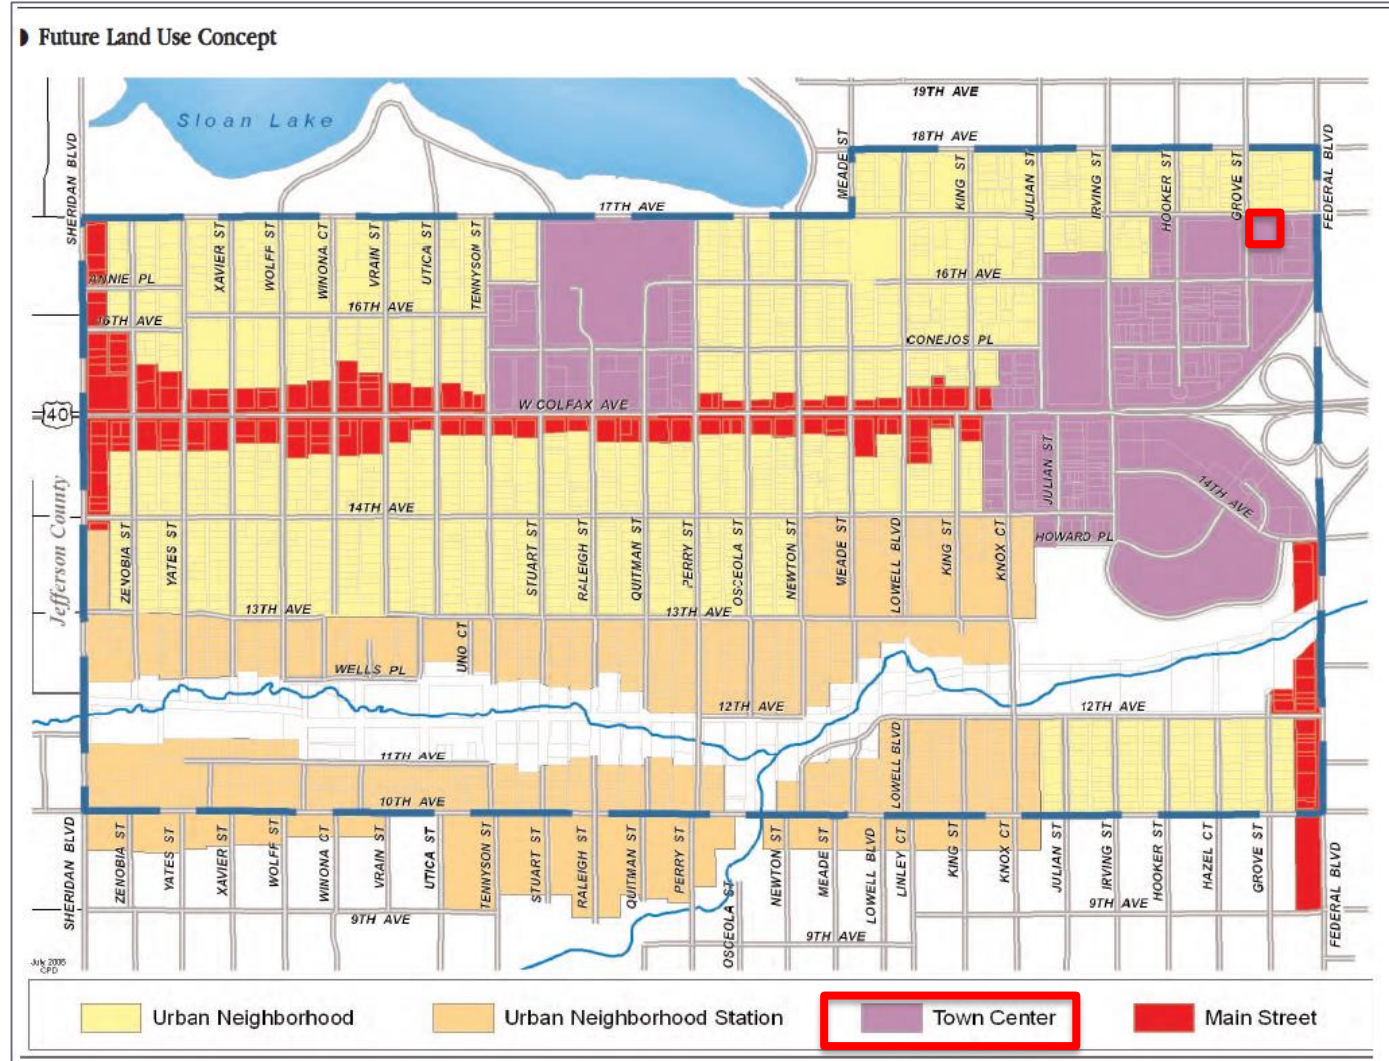 Future Land Use Concept
19TH AVE
18TH AVE
Sloan Lake
SHERIDAN BLVD
MEADE ST
KING ST
JULIAN ST
IRVING ST
HOOKER ST
GROVE ST
FEDERAL BLVD
17TH AVE
XAVIER ST
WOLFF ST
WINONA CT
VRAIN ST
UTICA ST
TENNYSON ST
ANNIE PL
16TH AVE
16TH AVE
16TH AVE
CONEJOS PL
W COLFAX AVE
40
Jefferson County
14TH AVE
14TH AVE
JULIAN ST
HOWARD PL
ZENOBIA ST
YATES ST
STUART ST
RALEIGH ST
QUITMAN ST
PERRY ST
OSCEOLA ST
NEWTON ST
MEADE ST
LOWELL BLVD
KING ST
KNOX CT
13TH AVE
13TH AVE
UNO CT
WELLS PL
12TH AVE
12TH AVE
LOWELL BLVD
11TH AVE
10TH AVE
SHERIDAN BLVD
ZENOBIA ST
YATES ST
XAVIER ST
WOLFF ST
WINONA CT
VRAIN ST
UTICA ST
TENNYSON ST
STUART ST
RALEIGH ST
QUITMAN ST
PERRY ST
OSCEOLA ST
NEWTON ST
MEADE ST
LOWELL BLVD
LINLEY CT
KING ST
KNOX CT
JULIAN ST
IRVING ST
HOOKER ST
HAZEL CT
GROVE ST
FEDERAL BLVD
9TH AVE
9TH AVE
9TH AVE
CPD
Urban Neighborhood
Urban Neighborhood Station
Town Center
Main Street